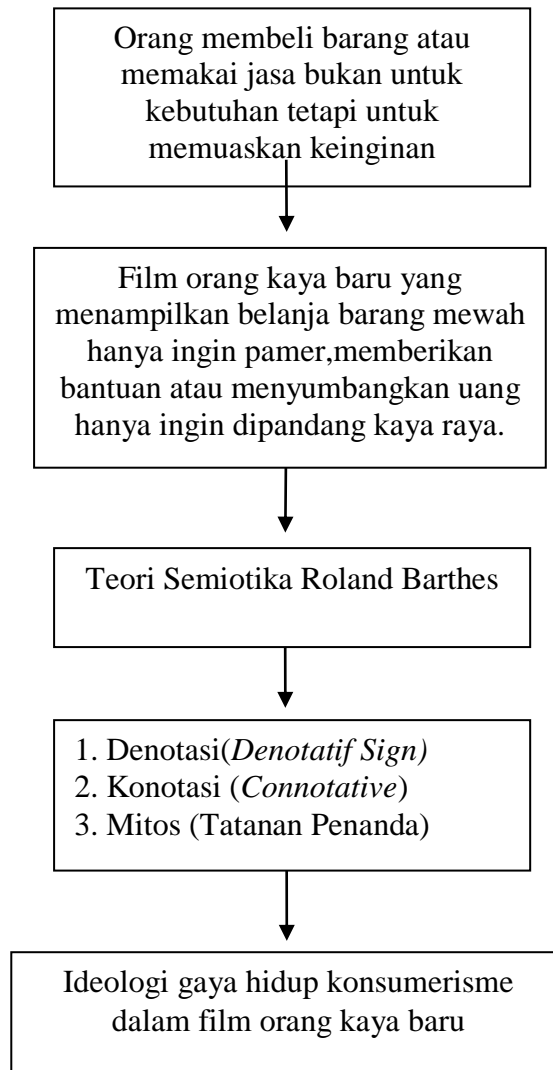 Orang membeli barang atau
memakai jasa bukan untuk
kebutuhan tetapi untuk
memuaskan keinginan
Film orang kaya baru yang
menampilkan belanja barang mewah
hanya ingin pamer,memberikan
bantuan atau menyumbangkan uang
hanya ingin dipandang kaya raya.
Teori Semiotika Roland Barthes
1. Denotasi(Denotatif Sign)
2. Konotasi (Connotative)
3. Mitos (Tatanan Penanda)
Ideologi gaya hidup konsumerisme
dalam film orang kaya baru